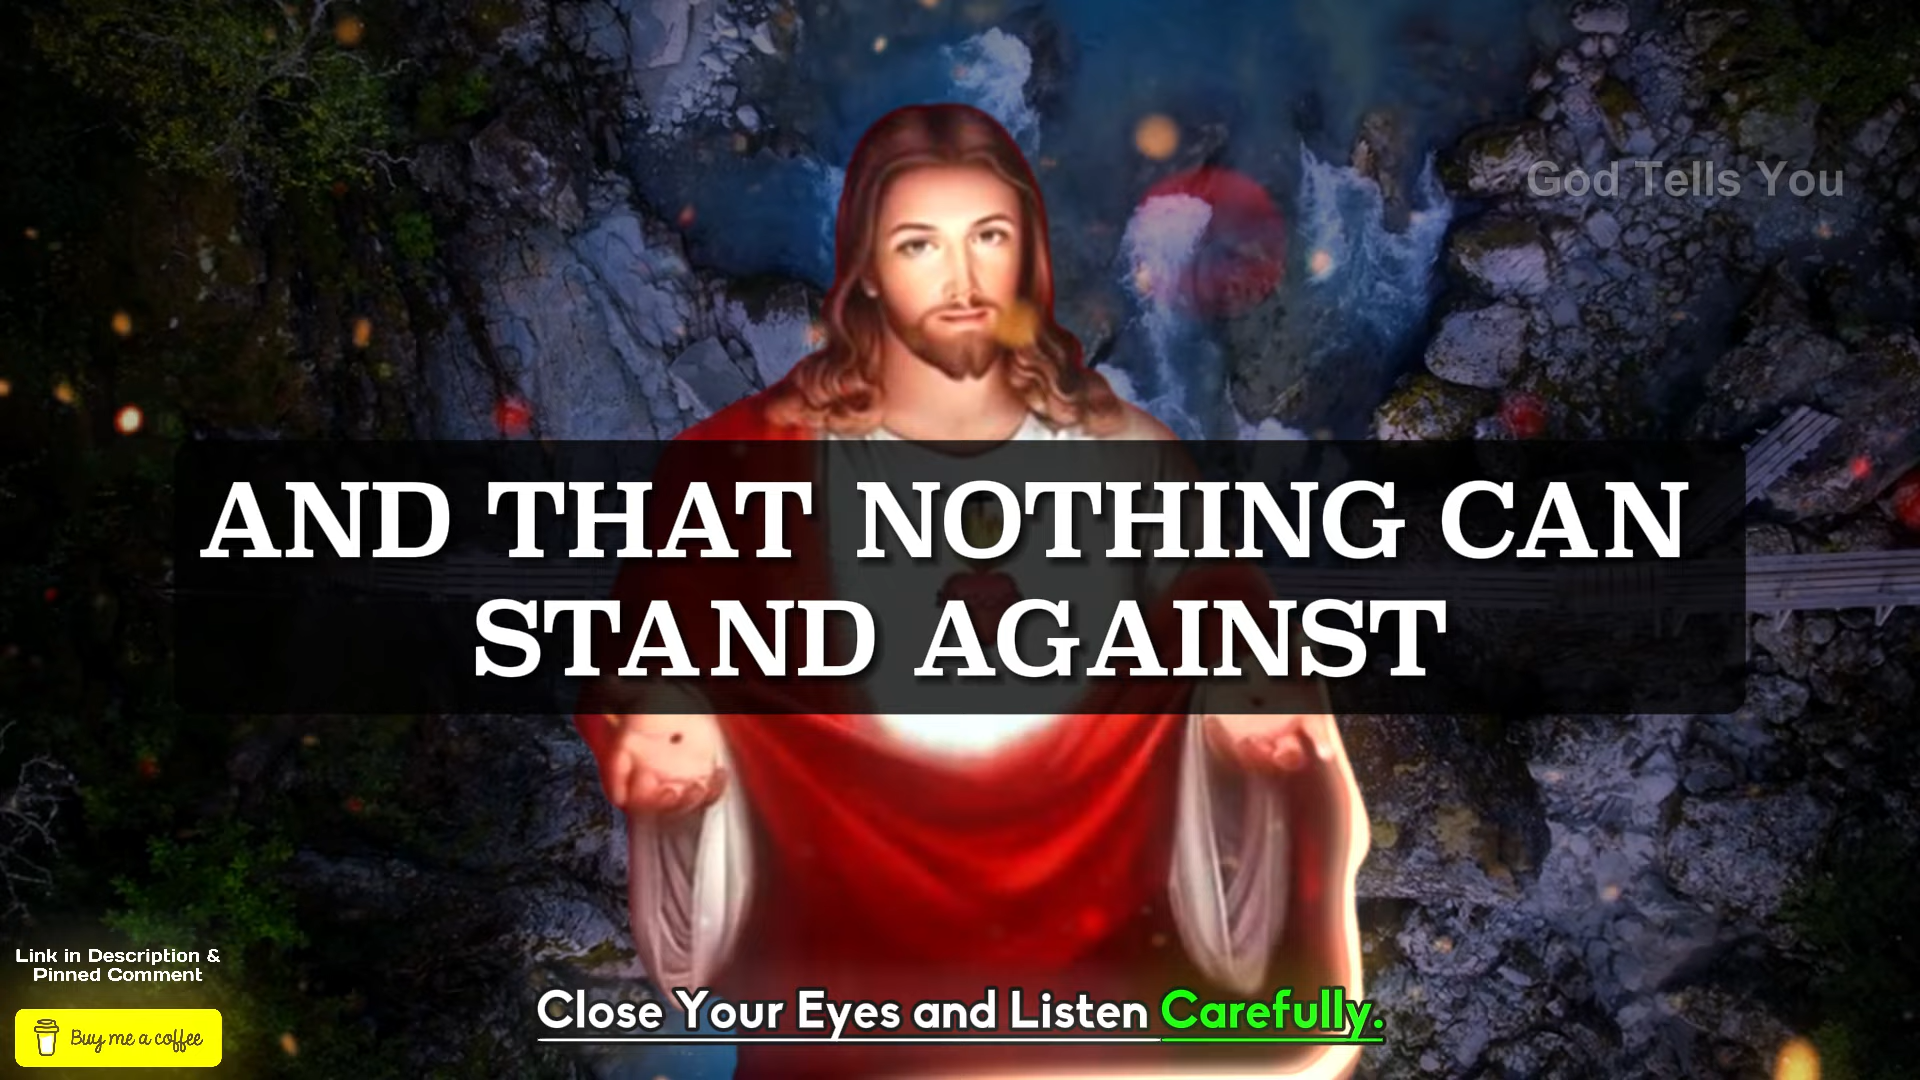 God Tells You
AND THAT NOTHING CAN
STAND AGAINST
Link in Description &
Pinned Comment
Buy me a coffee
Close Your Eyes and Listen Carefully.